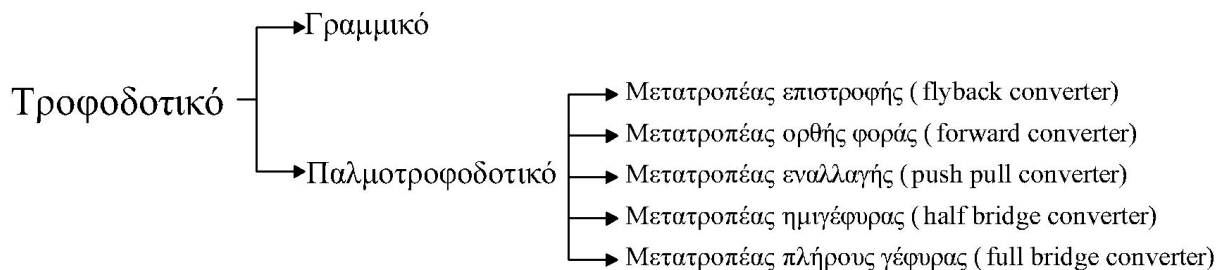 Γραμμικό
Τροφοδοτικό
Παλμοτροφοδοτικό
Μετατροπέας επιστροφής ( flyback converter)
Μετατροπέας ορθής φοράς ( forward converter)
Μετατροπέας εναλλαγής (push pull converter)
Μετατροπέας ημιγέφυρας ( half bridge converter)
Μετατροπέας πλήρους γέφυρας ( full bridge converter)